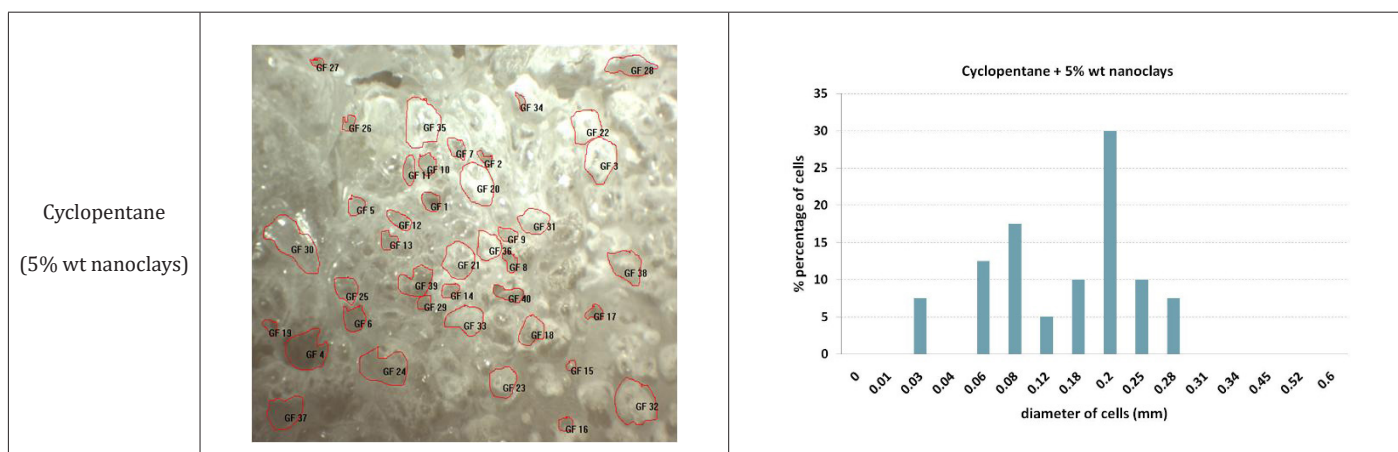 Cyclopentane
(5% wt nanoclays)
GF 27
GF 28
GF 34
GF 26
GF 35
GF 22
GF 7
GF 2
GF 3
GF 10
GF 11
GF 20
GF 5
GF 1
GF 12
GF 31
GF 13
GF 9
GF 30
GF 36
GF 21
GF 8
GF 38
GF 39
GF 25
GF 14
GF 40
GF 29
GF 17
GF 6
GF 33
GF 19
GF 18
GF 4
GF 24
GF 15
GF 23
GF 32
GF 37
GF 16
Cyclopentane + 5% wt nanoclays
% percentage of cells
35
30
25
20
15
10
5
0
0 0.01 0.03 0.04 0.06 0.08 0.12 0.18 0.2 0.25 0.28 0.31 0.34 0.45 0.52 0.6
diameter of cells (mm)